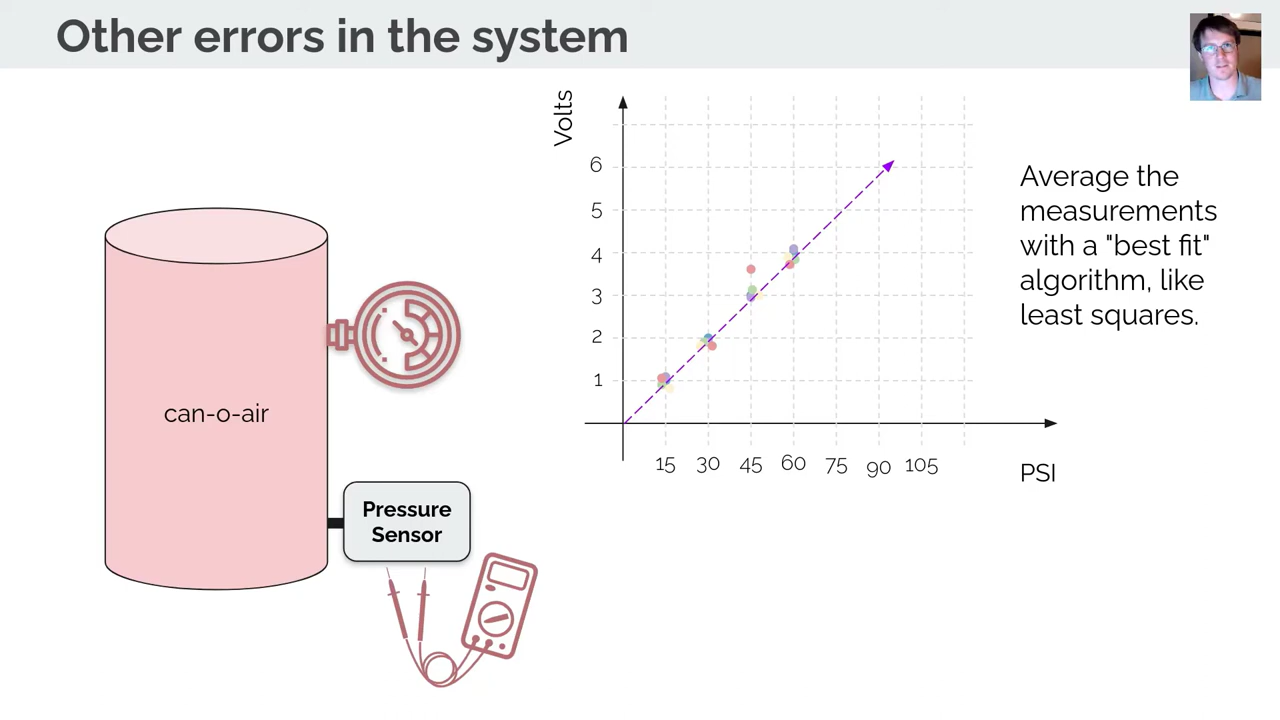 Other errors in the system
Volts
6
5
4
3
2
1
15 30 45 60 75 90 105
PSI
Average the
measurements
with a "best fit"
algorithm, like
least squares.
can-o-air
Pressure
Sensor